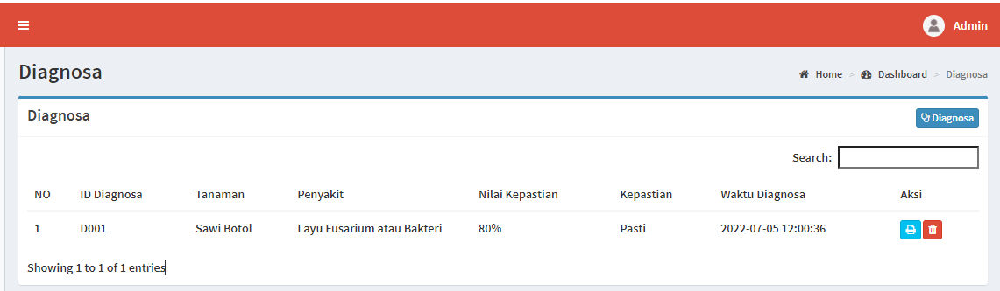 Admin
Diagnosa
Home > Dashboard > Diagnosa
Diagnosa
Diagnosa
Search:
NO ID Diagnosa Tanaman Penyakit Nilai Kepastian Kepastian Waktu Diagnosa Aksi
1 D001 Sawi Botol Layu Fusarium atau Bakteri 80% Pasti 2022-07-05 12:00:36
Showing 1 to 1 of 1 entries